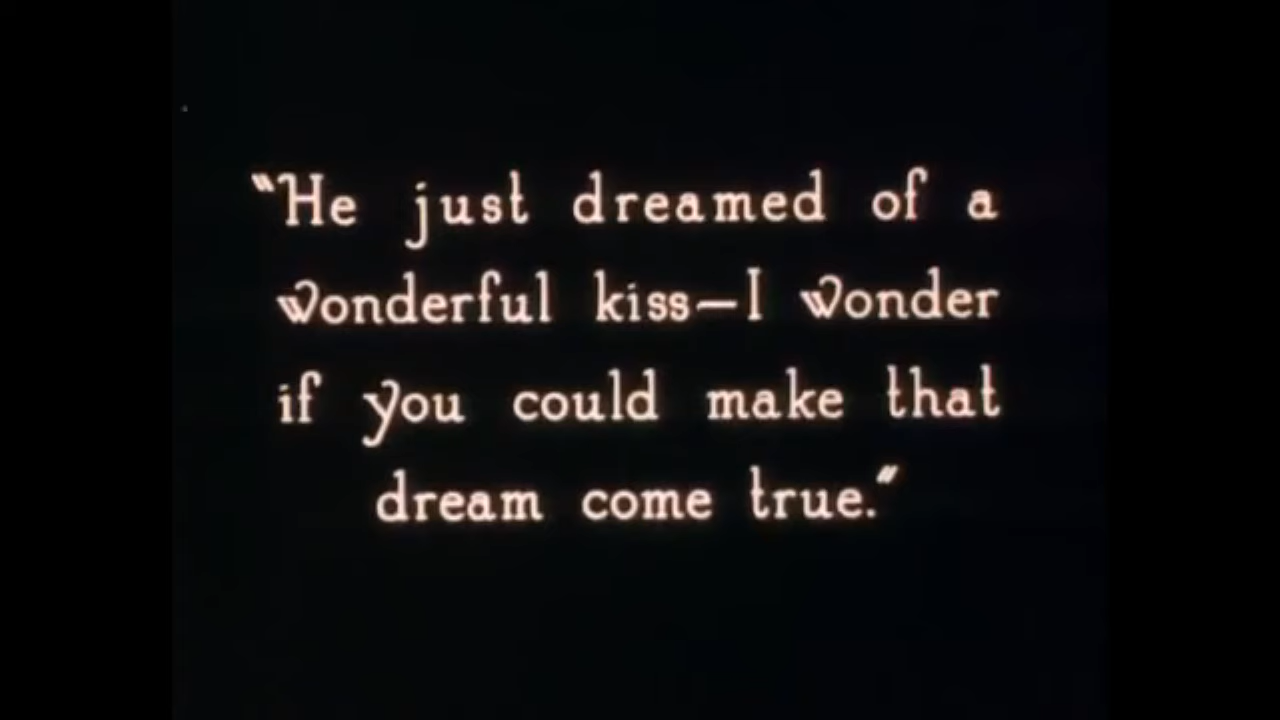 "He just dreamed of a
wonderful kiss—I wonder
if you could make that
dream come true."